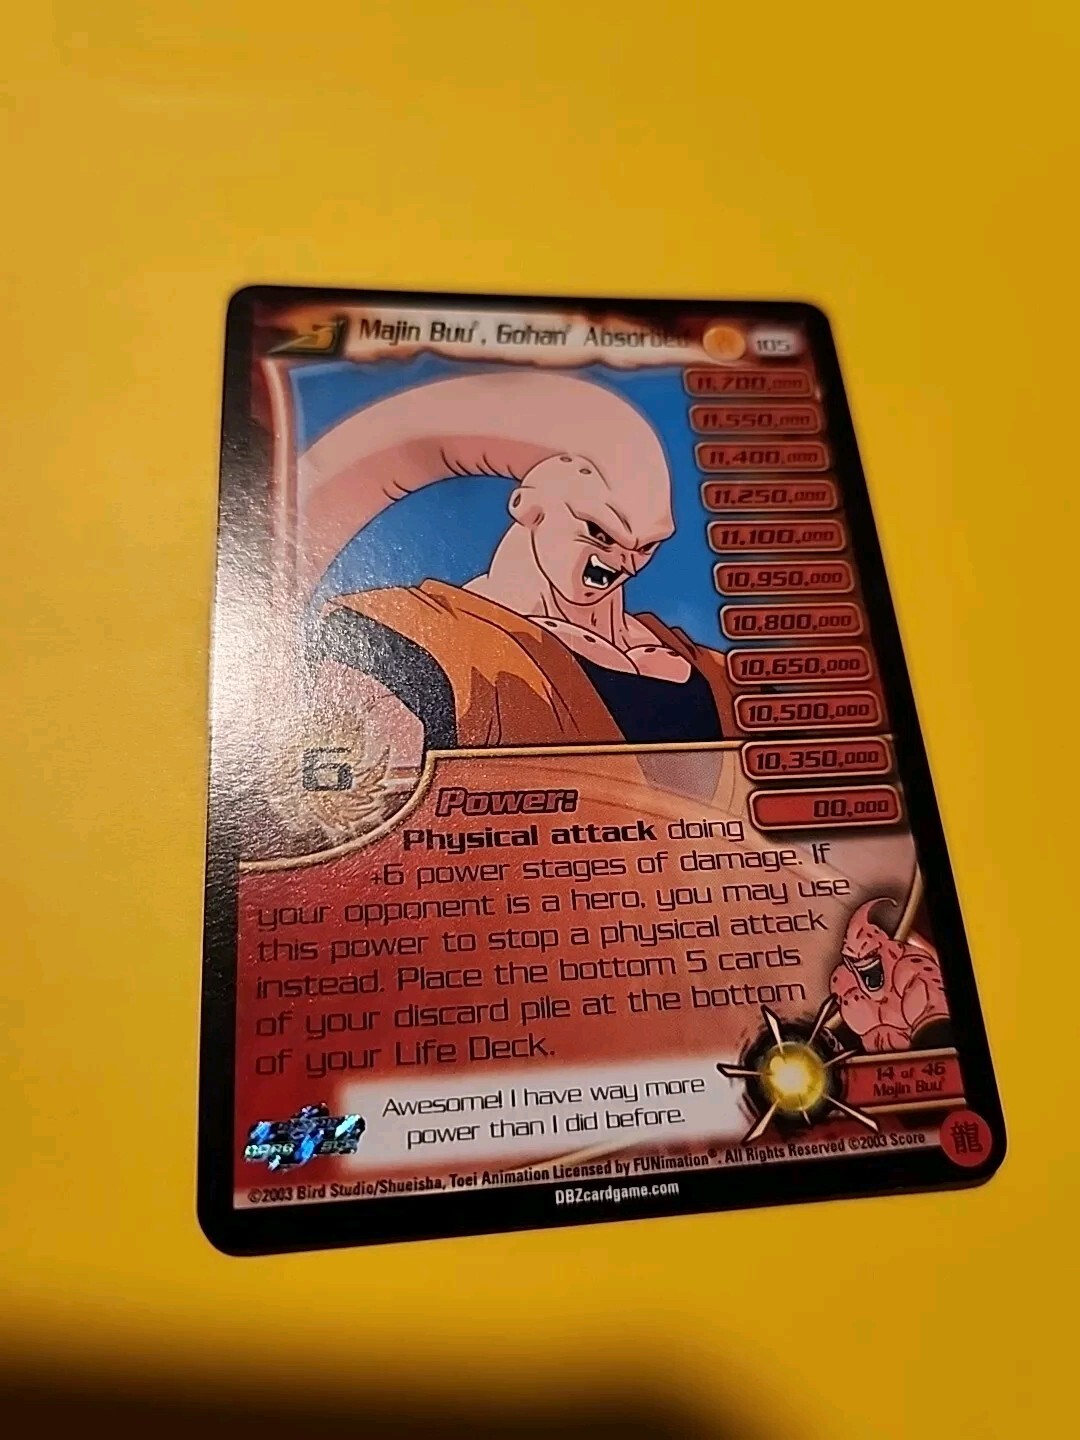 Majin Buu, Gohan Absorbed
105
11,700,000
11,550,000
11,400,000
11,250,000
11,100,000
10,950,000
10,800,000
10,650,000
10,500,000
10,350,000
00,000
6
Power:
Physical attack doing
+6 power stages of damage. If
your opponent is a hero, you may use
this power to stop a physical attack
instead. Place the bottom 5 cards
of your discard pile at the bottom
of your Life Deck.
Awesome! I have way more
power than I did before.
14 of 46
Majin Buu
龍
©2003 Bird Studio/Shueisha, Toei Animation Licensed by FUNimation®. All Rights Reserved ©2003 Score
DBZcardgame.com